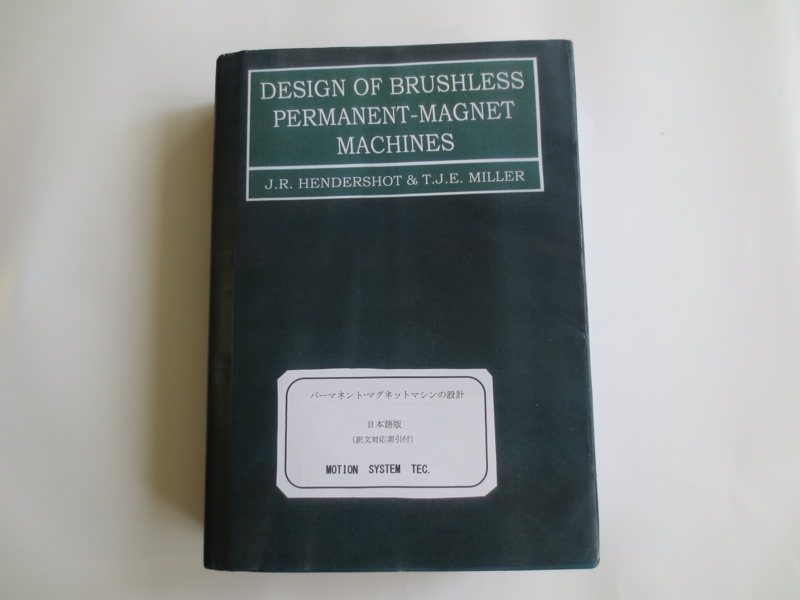 DESIGN OF BRUSHLESS
PERMANENT-MAGNET
MACHINES
J.R. HENDERSHOT & T.J.E. MILLER
パーマネント·マグネットマシンの設計
日本語版
(訳文対応索引付)
MOTION SYSTEM TEC.